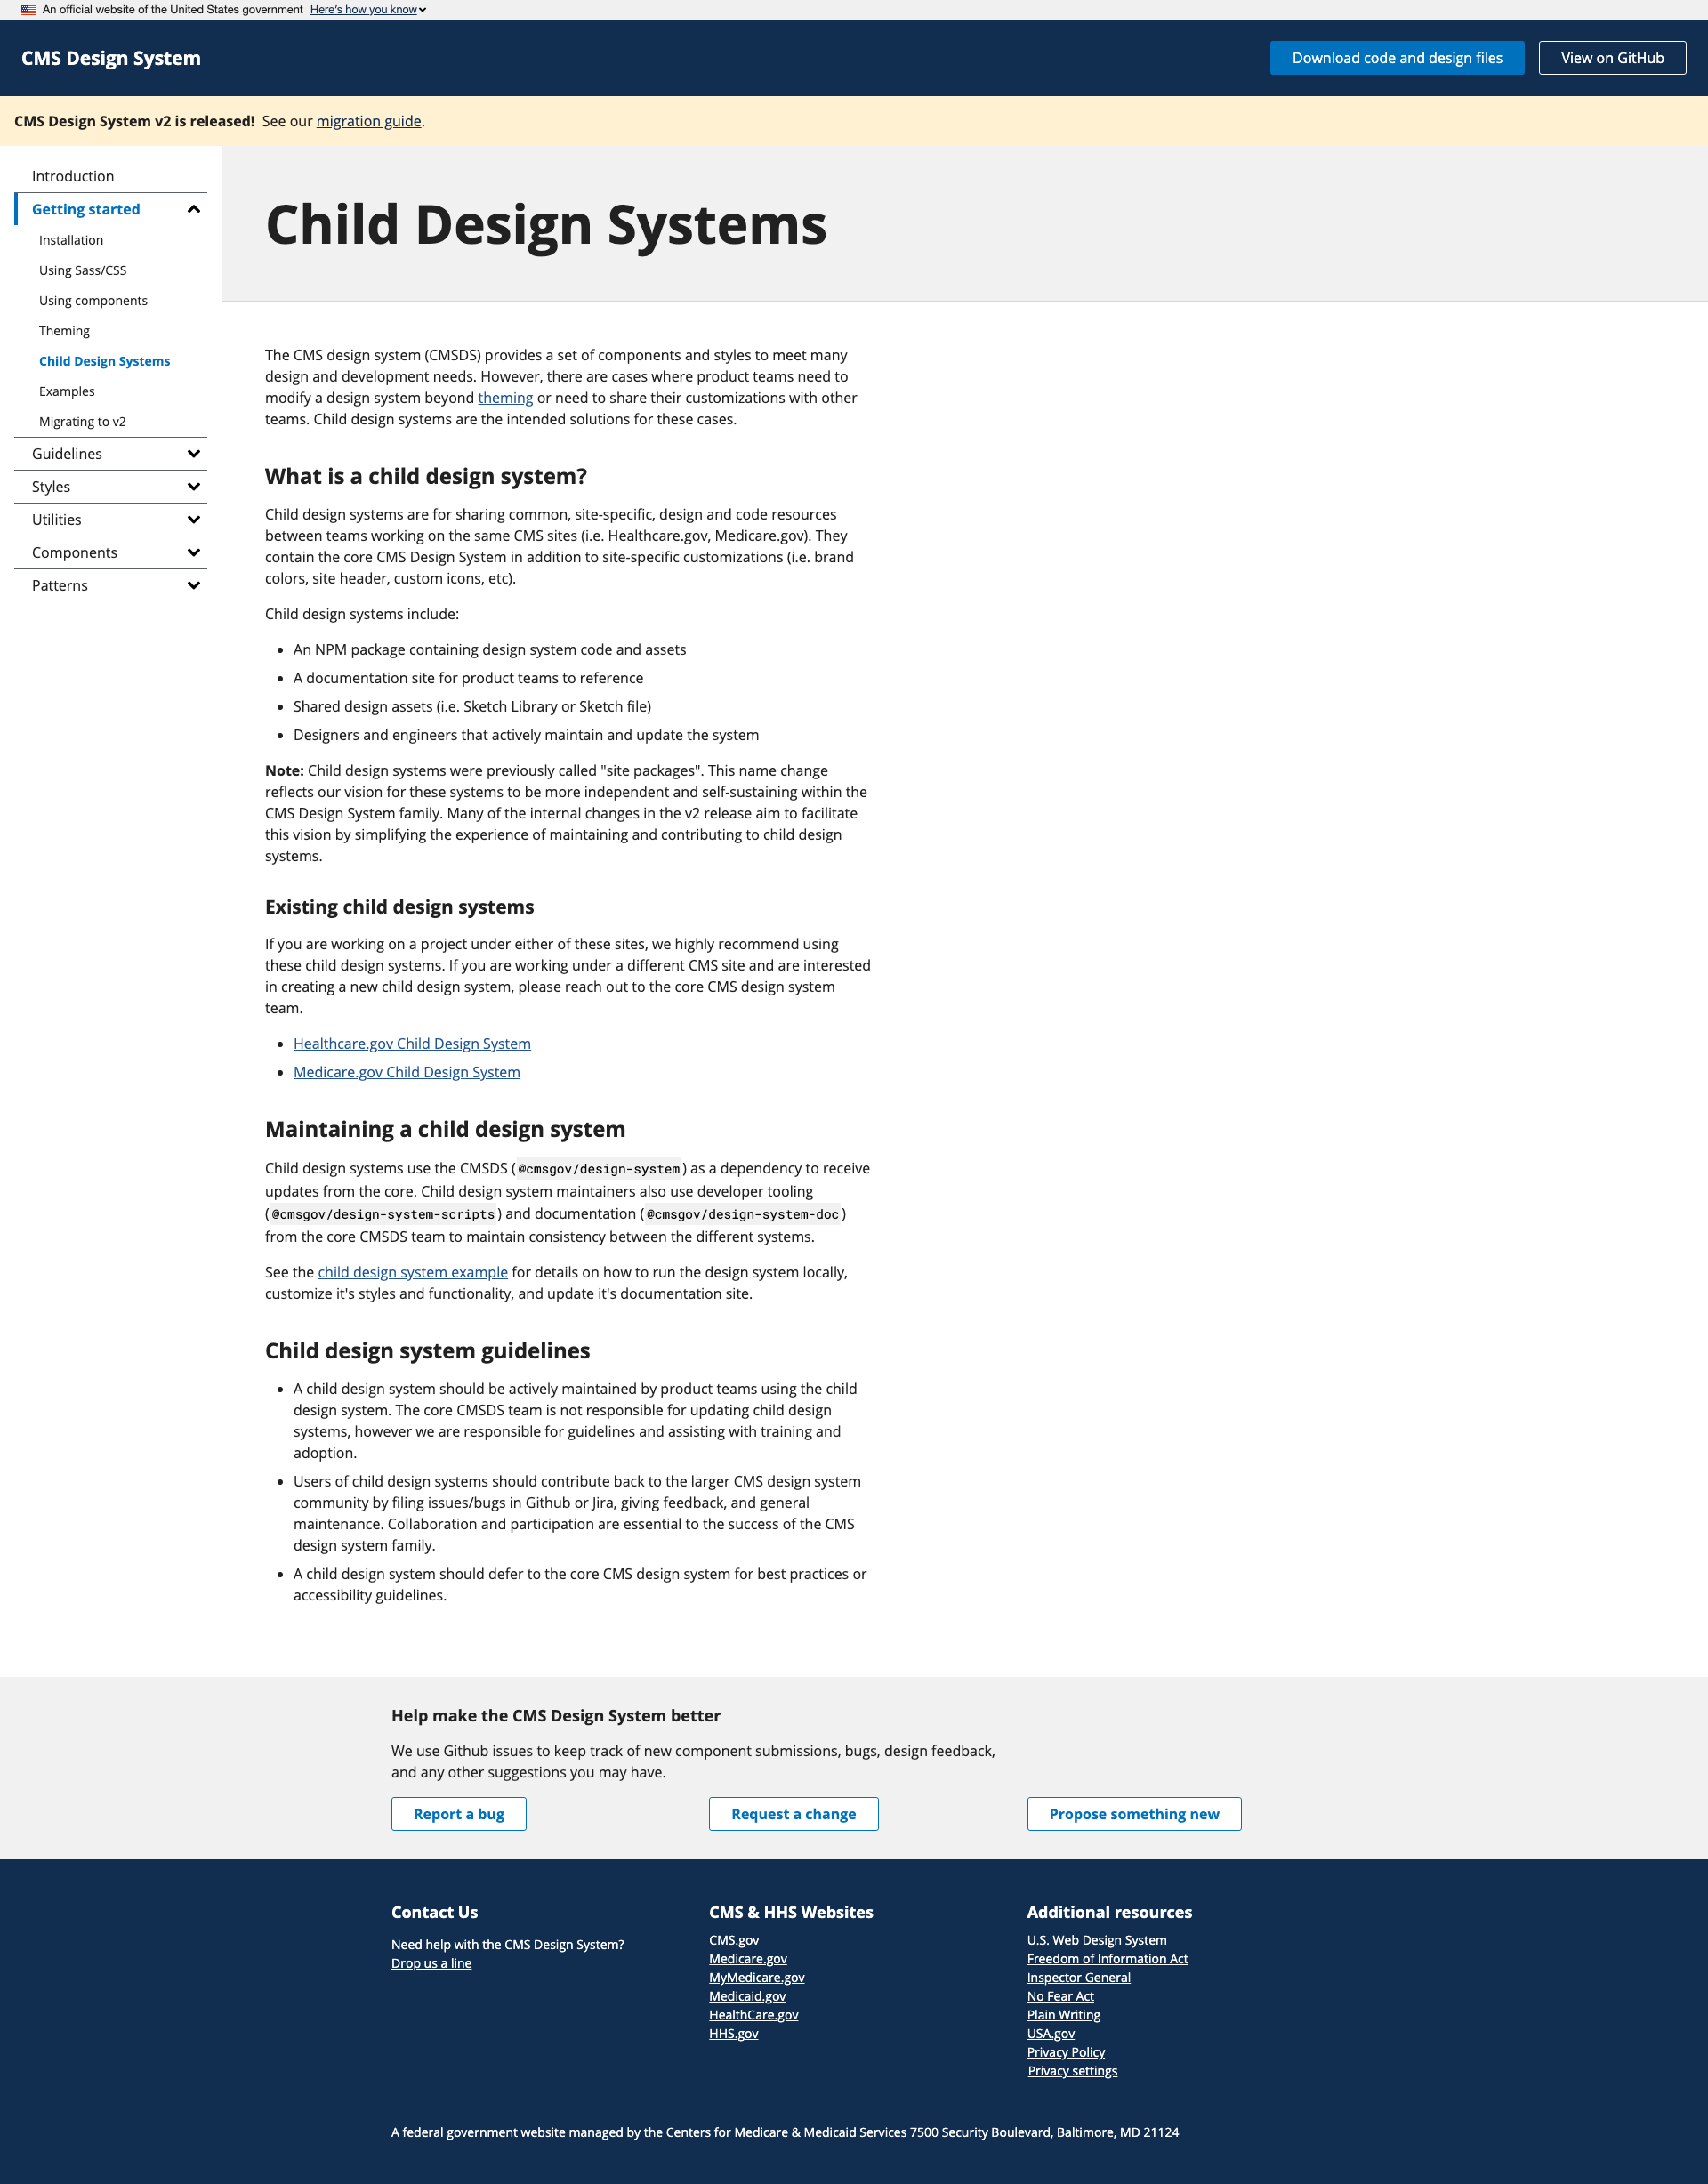 An official website of the United States government Here's how you know
CMS Design System
Download code and design files
View on GitHub
CMS Design System v2 is released! See our migration guide.
Introduction
Getting started
Installation
Using Sass/CSS
Using components
Theming
Child Design Systems
Examples
Migrating to v2
Guidelines
Styles
Utilities
Components
Patterns
Child Design Systems
The CMS design system (CMSDS) provides a set of components and styles to meet many
design and development needs. However, there are cases where product teams need to
modify a design system beyond theming or need to share their customizations with other
teams. Child design systems are the intended solutions for these cases.
What is a child design system?
Child design systems are for sharing common, site-specific, design and code resources
between teams working on the same CMS sites (i.e. Healthcare.gov, Medicare.gov). They
contain the core CMS Design System in addition to site-specific customizations (i.e. brand
colors, site header, custom icons, etc).
Child design systems include:
• An NPM package containing design system code and assets
• A documentation site for product teams to reference
• Shared design assets (i.e. Sketch Library or Sketch file)
• Designers and engineers that actively maintain and update the system
Note: Child design systems were previously called "site packages". This name change
reflects our vision for these systems to be more independent and self-sustaining within the
CMS Design System family. Many of the internal changes in the v2 release aim to facilitate
this vision by simplifying the experience of maintaining and contributing to child design
systems.
Existing child design systems
If you are working on a project under either of these sites, we highly recommend using
these child design systems. If you are working under a different CMS site and are interested
in creating a new child design system, please reach out to the core CMS design system
team.
• Healthcare.gov Child Design System
• Medicare.gov Child Design System
Maintaining a child design system
Child design systems use the CMSDS (@cmsgov/design-system) as a dependency to receive
updates from the core. Child design system maintainers also use developer tooling
(@cmsgov/design-system-scripts) and documentation (@cmsgov/design-system-doc)
from the core CMSDS team to maintain consistency between the different systems.
See the child design system example for details on how to run the design system locally,
customize it's styles and functionality, and update it's documentation site.
Child design system guidelines
• A child design system should be actively maintained by product teams using the child
design system. The core CMSDS team is not responsible for updating child design
systems, however we are responsible for guidelines and assisting with training and
adoption.
• Users of child design systems should contribute back to the larger CMS design system
community by filing issues/bugs in Github or Jira, giving feedback, and general
maintenance. Collaboration and participation are essential to the success of the CMS
design system family.
• A child design system should defer to the core CMS design system for best practices or
accessibility guidelines.
Help make the CMS Design System better
We use Github issues to keep track of new component submissions, bugs, design feedback,
and any other suggestions you may have.
Report a bug
Request a change
Propose something new
Contact Us
Need help with the CMS Design System?
Drop us a line
CMS & HHS Websites
CMS.gov
Medicare.gov
MyMedicare.gov
Medicaid.gov
HealthCare.gov
HHS.gov
Additional resources
U.S. Web Design System
Freedom of Information Act
Inspector General
No Fear Act
Plain Writing
USA.gov
Privacy Policy
Privacy settings
A federal government website managed by the Centers for Medicare & Medicaid Services 7500 Security Boulevard, Baltimore, MD 21124